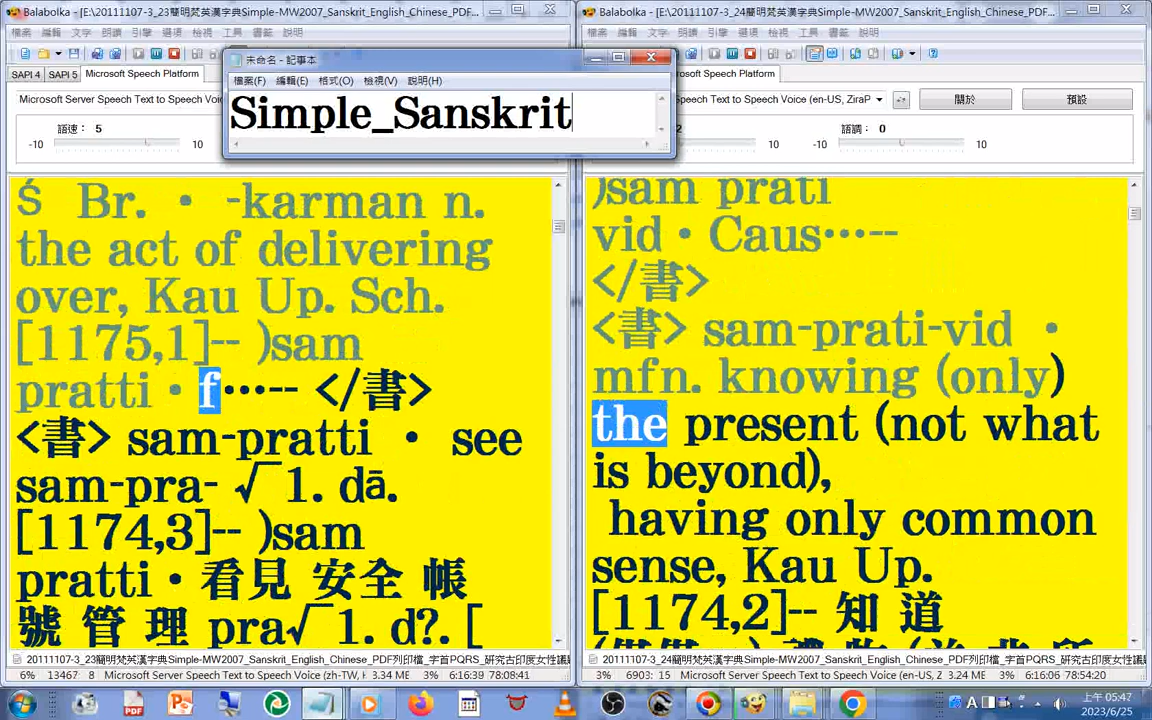 Balabolka - [E:\20111107-3_23簡明梵英漢字典Simple-MW2007_Sanskrit_English_Chinese_PDF...
檔案 編輯 文字 朗讀 引擎 選項 檢視 工具 書籤 說明
SAPI 4 SAPI 5 Microsoft Speech Platform
Microsoft Server Speech Text to Speech Voi
語速： 5
-10 10
未命名 - 記事本
檔案(F) 編輯(E) 格式(O) 檢視(V) 說明(H)
Simple_Sanskrit
Ś Br. • -karman n.
the act of delivering
over, Kau Up. Sch.
[1175,1]-- )sam
pratti • f…-- </書>
<書> sam-pratti • see
sam-pra- √1. dā.
[1174,3]-- )sam
pratti • 看見 安全 帳
號 管 理 pra√1. d?. [
20111107-3_23簡明梵英漢字典Simple-MW2007_Sanskrit_English_Chinese_PDF列印檔_字首PQRS_研究古印度女性議
6% 13467: 8 Microsoft Server Speech Text to Speech Voice (zh-TW, H 3.34 MB 3% 6:16:39 78:08:41
Balabolka - [E:\20111107-3_24簡明梵英漢字典Simple-MW2007_Sanskrit_English_Chinese_PDF...
檔案 編輯 文字 朗讀 引擎 選項 檢視 工具 書籤 說明
osoft Speech Platform
Speech Text to Speech Voice (en-US, ZiraP
關於 預設
2 語調： 0
10 -10 10
)sam prati
vid • Caus…--
</書>
<書> sam-prati-vid •
mfn. knowing (only)
the present (not what
is beyond),
having only common
sense, Kau Up.
[1174,2]-- 知 道
20111107-3_24簡明梵英漢字典Simple-MW2007_Sanskrit_English_Chinese_PDF列印檔_字首PQRS_研究古印度女性議
3% 6903: 15 Microsoft Server Speech Text to Speech Voice (en-US, Z 3.24 MB 3% 6:16:06 78:54:20
上午 05:47
2023/6/25